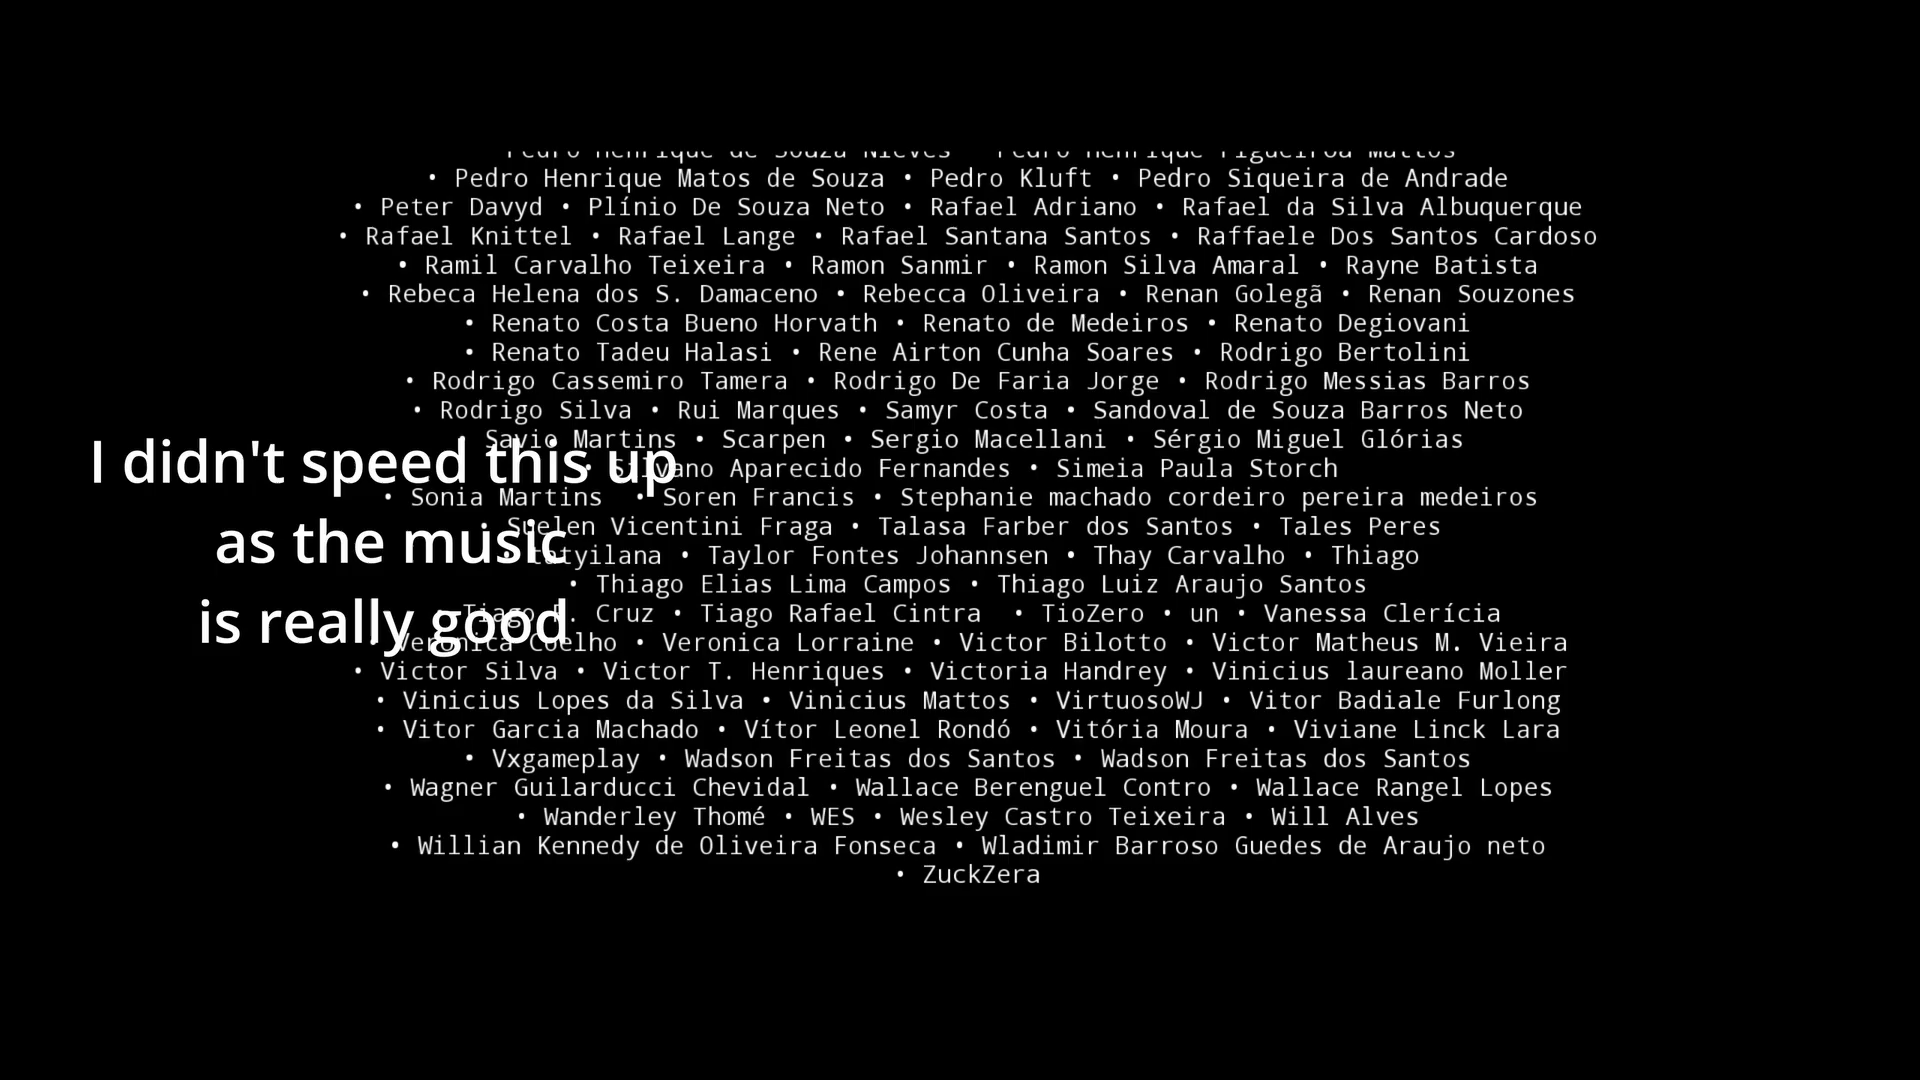 Pedro Henrique de Souza Nieves • Pedro Henrique Figueiroa Mattos
• Pedro Henrique Matos de Souza • Pedro Kluft • Pedro Siqueira de Andrade
• Peter Davyd • Plínio De Souza Neto • Rafael Adriano • Rafael da Silva Albuquerque
• Rafael Knittel • Rafael Lange • Rafael Santana Santos • Raffaele Dos Santos Cardoso
• Ramil Carvalho Teixeira • Ramon Sanmir • Ramon Silva Amaral • Rayne Batista
• Rebeca Helena dos S. Damaceno • Rebecca Oliveira • Renan Golegã • Renan Souzones
• Renato Costa Bueno Horvath • Renato de Medeiros • Renato Degiovani
• Renato Tadeu Halasi • Rene Airton Cunha Soares • Rodrigo Bertolini
• Rodrigo Cassemiro Tamera • Rodrigo De Faria Jorge • Rodrigo Messias Barros
• Rodrigo Silva • Rui Marques • Samyr Costa • Sandoval de Souza Barros Neto
• Savio Martins • Scarpen • Sergio Macellani • Sérgio Miguel Glórias
• Silvano Aparecido Fernandes • Simeia Paula Storch
• Sonia Martins • Soren Francis • Stephanie machado cordeiro pereira medeiros
• Suelen Vicentini Fraga • Talasa Farber dos Santos • Tales Peres
• Tatyilana • Taylor Fontes Johannsen • Thay Carvalho • Thiago
• Thiago Elias Lima Campos • Thiago Luiz Araujo Santos
• Tiago Cruz • Tiago Rafael Cintra • TioZero • un • Vanessa Clerícia
• Veronica Coelho • Veronica Lorraine • Victor Bilotto • Victor Matheus M. Vieira
• Victor Silva • Victor T. Henriques • Victoria Handrey • Vinicius laureano Moller
• Vinicius Lopes da Silva • Vinicius Mattos • VirtuosoWJ • Vitor Badiale Furlong
• Vitor Garcia Machado • Vítor Leonel Rondó • Vitória Moura • Viviane Linck Lara
• Vxgameplay • Wadson Freitas dos Santos • Wadson Freitas dos Santos
• Wagner Guilarducci Chevidal • Wallace Berenguel Contro • Wallace Rangel Lopes
• Wanderley Thomé • WES • Wesley Castro Teixeira • Will Alves
• Willian Kennedy de Oliveira Fonseca • Wladimir Barroso Guedes de Araujo neto
• ZuckZera
I didn't speed this up
as the music
is really good